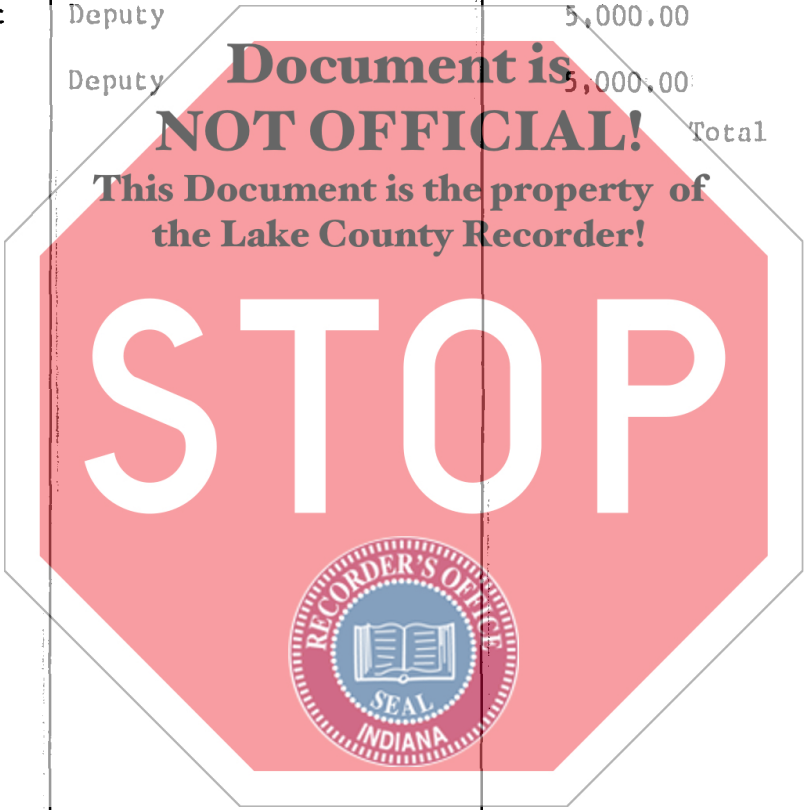 Deputy 5,000.00
Document is
Deputy 5,000.00
NOT OFFICIAL!
Total
This Document is the property of
the Lake County Recorder!
STOP
RECORDER'S OFFICE
SEAL
INDIANA